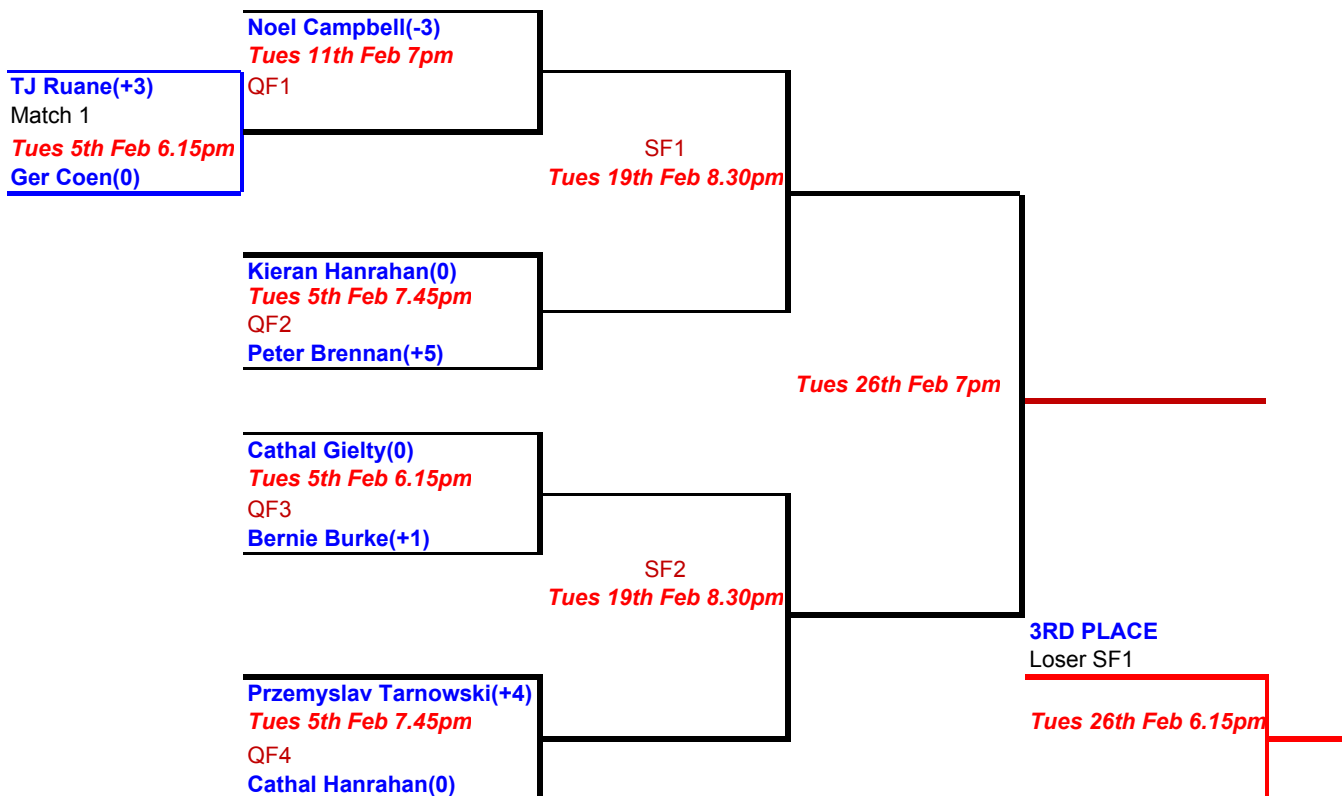 Noel Campbell(-3)
Tues 11th Feb 7pm
QF1
TJ Ruane(+3)
Match 1
Tues 5th Feb 6.15pm
Ger Coen(0)
SF1
Tues 19th Feb 8.30pm
Kieran Hanrahan(0)
Tues 5th Feb 7.45pm
QF2
Peter Brennan(+5)
Tues 26th Feb 7pm
Cathal Gielty(0)
Tues 5th Feb 6.15pm
QF3
Bernie Burke(+1)
SF2
Tues 19th Feb 8.30pm
3RD PLACE
Loser SF1
Przemyslav Tarnowski(+4)
Tues 5th Feb 7.45pm
QF4
Cathal Hanrahan(0)
Tues 26th Feb 6.15pm